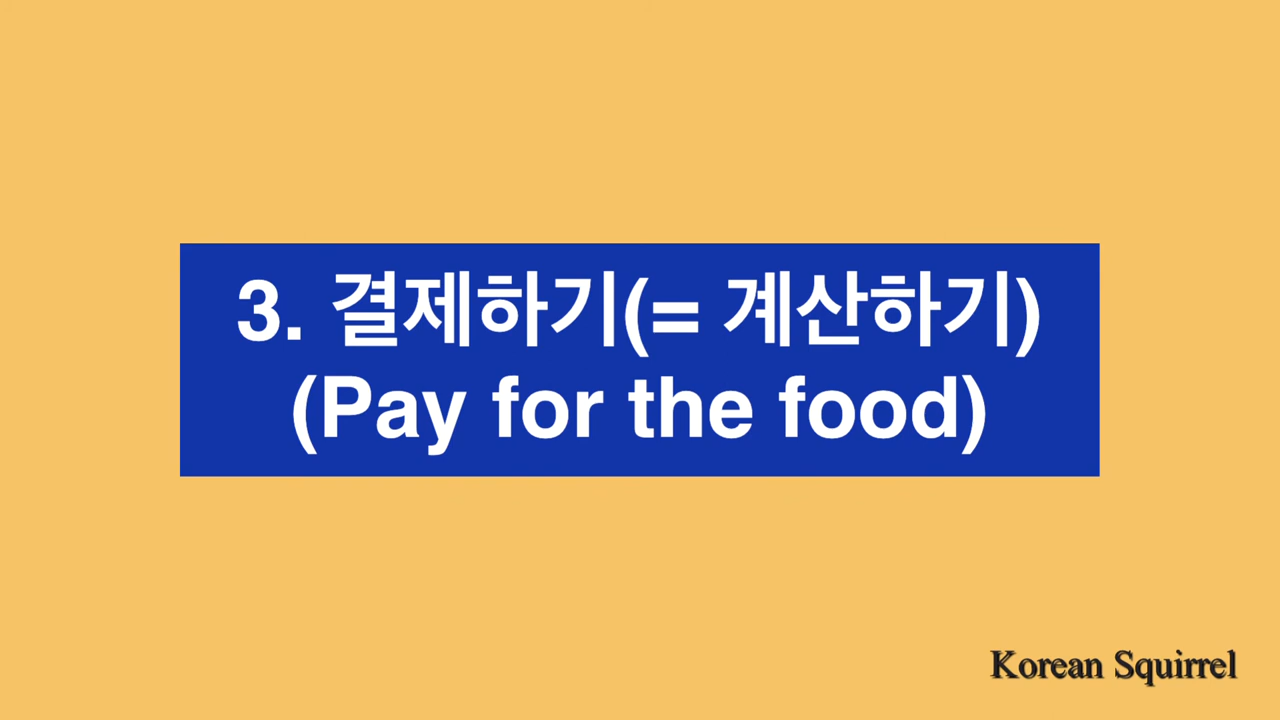 3. 결제하기(= 계산하기)
(Pay for the food)
Korean Squirrel